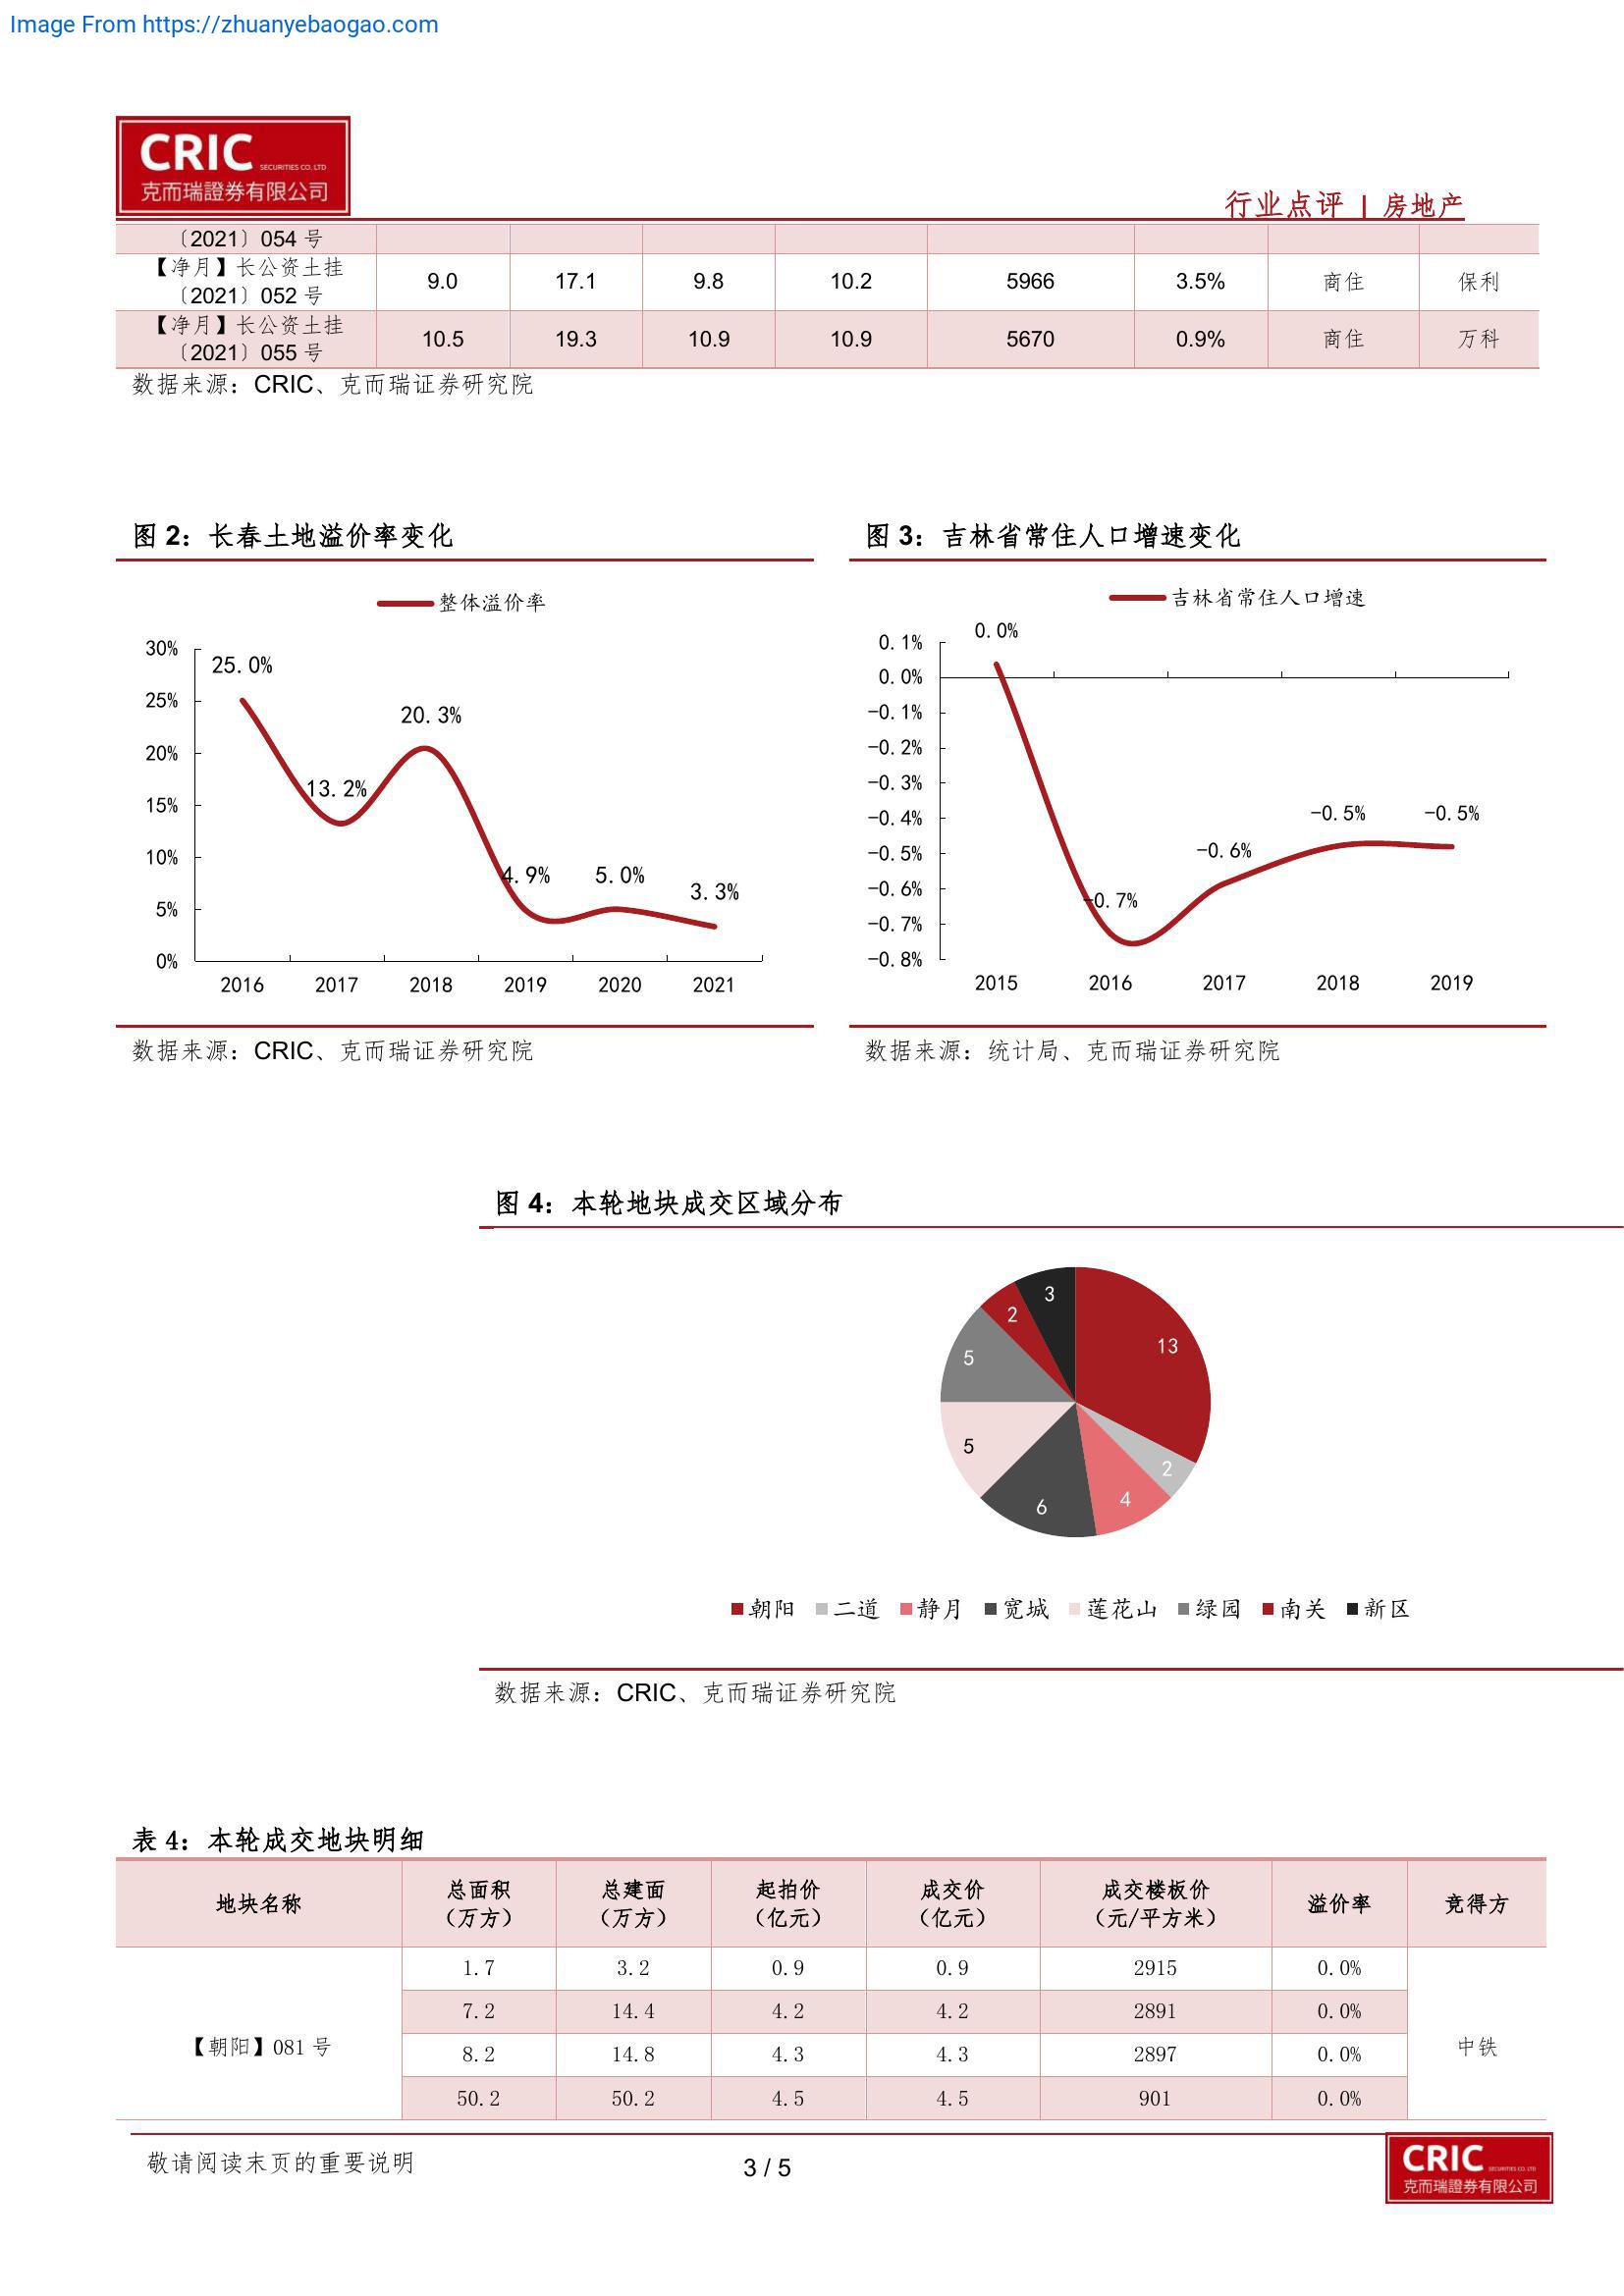 Image From https://zhuanyebaogao.com
CRIC SECURITIES CO. LTD
克而瑞證券有限公司
行业点评 | 房地产
〔2021〕054 号
【净月】长公资土挂
〔2021〕052 号 9.0 17.1 9.8 10.2 5966 3.5% 商住 保利
【净月】长公资土挂
〔2021〕055 号 10.5 19.3 10.9 10.9 5670 0.9% 商住 万科
数据来源：CRIC、克而瑞证券研究院
图 2：长春土地溢价率变化
整体溢价率
30%
25%
20%
15%
10%
5%
0%
25.0%
13.2%
20.3%
4.9%
5.0%
3.3%
2016 2017 2018 2019 2020 2021
数据来源：CRIC、克而瑞证券研究院
图 3：吉林省常住人口增速变化
吉林省常住人口增速
0.1%
0.0%
-0.1%
-0.2%
-0.3%
-0.4%
-0.5%
-0.6%
-0.7%
-0.8%
0.0%
-0.7%
-0.6%
-0.5%
-0.5%
2015 2016 2017 2018 2019
数据来源：统计局、克而瑞证券研究院
图 4：本轮地块成交区域分布
13
2
4
6
5
5
2
3
朝阳 二道 静月 宽城 莲花山 绿园 南关 新区
数据来源：CRIC、克而瑞证券研究院
表 4：本轮成交地块明细
地块名称 总面积（万方） 总建面（万方） 起拍价（亿元） 成交价（亿元） 成交楼板价（元/平方米） 溢价率 竞得方
1.7 3.2 0.9 0.9 2915 0.0%
7.2 14.4 4.2 4.2 2891 0.0%
【朝阳】081 号 中铁
8.2 14.8 4.3 4.3 2897 0.0%
50.2 50.2 4.5 4.5 901 0.0%
敬请阅读末页的重要说明
3 / 5
CRIC SECURITIES CO. LTD
克而瑞證券有限公司